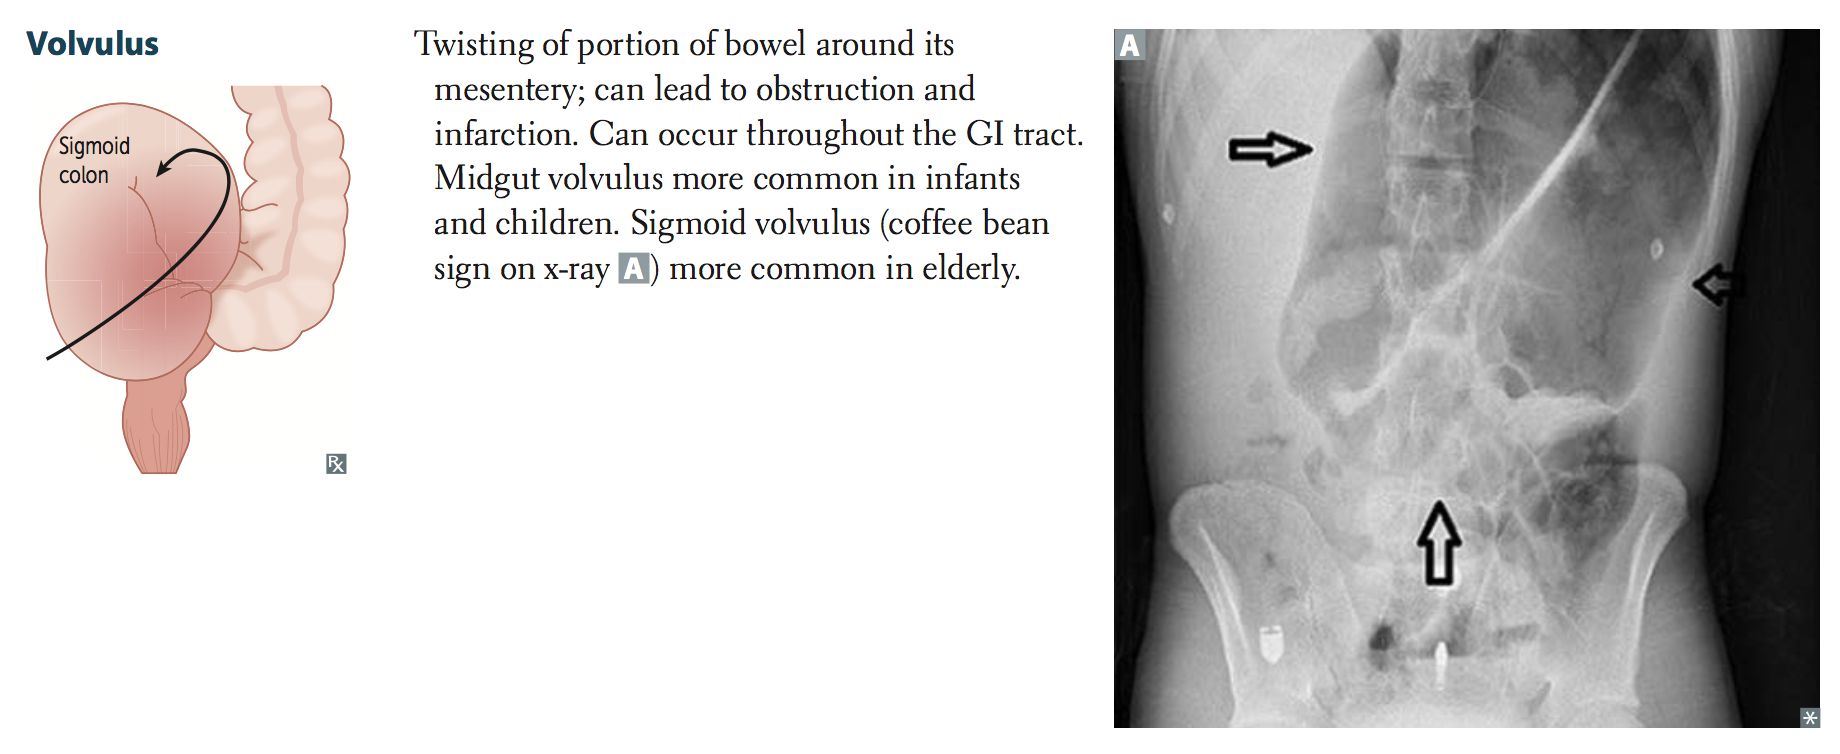 Volvulus
Sigmoid
colon
℞
Twisting of portion of bowel around its
mesentery; can lead to obstruction and
infarction. Can occur throughout the GI tract.
Midgut volvulus more common in infants
and children. Sigmoid volvulus (coffee bean
sign on x-ray A) more common in elderly.
A